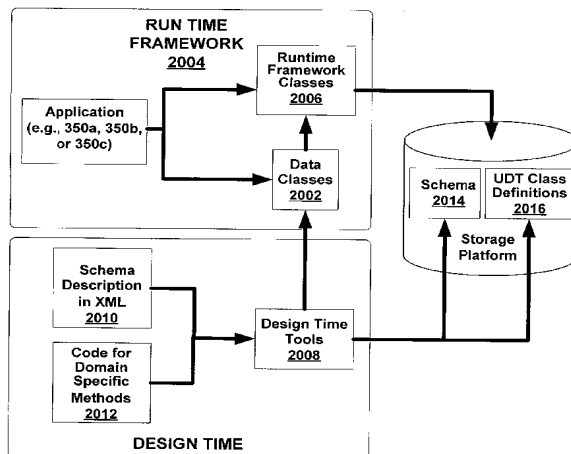 RUN TIME
FRAMEWORK
2004
Runtime
Framework
Classes
2006
Application
(e.g., 350a, 350b,
or 350c)
Data
Classes
2002
Schema
2014
UDT Class
Definitions
2016
Storage
Platform
Schema
Description
in XML
2010
Design Time
Tools
2008
Code for
Domain
Specific
Methods
2012
DESIGN TIME